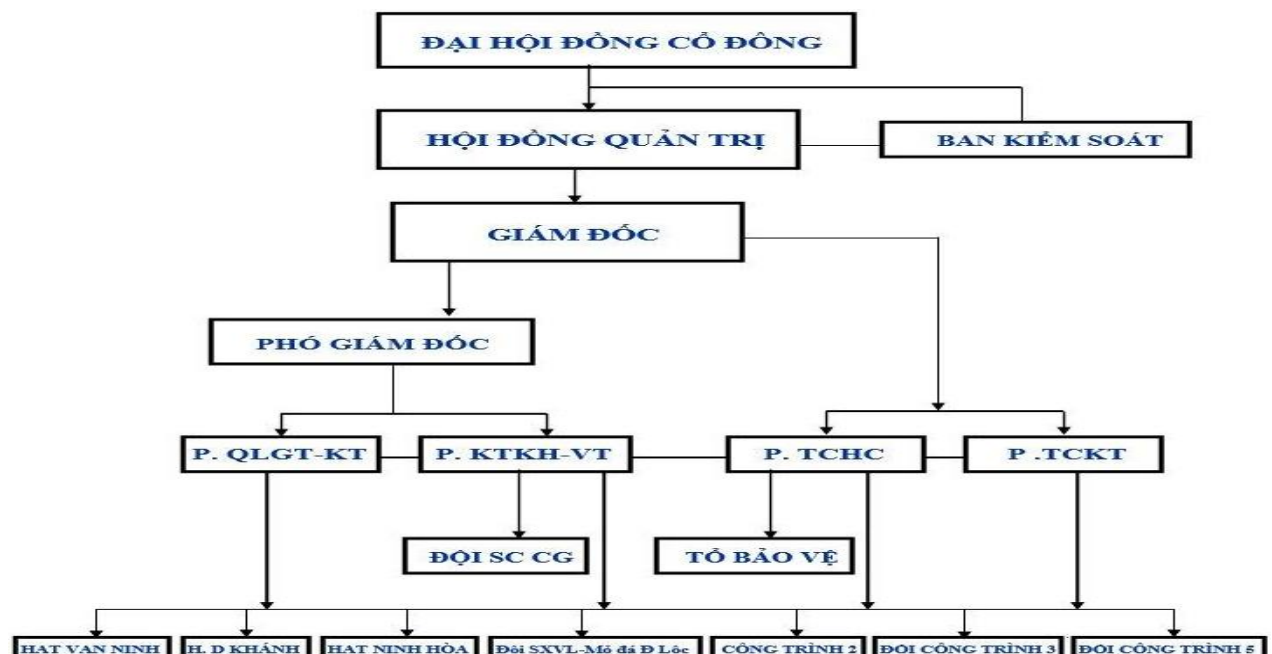 ĐẠI HỘI ĐỒNG CỔ ĐÔNG
HỘI ĐỒNG QUẢN TRỊ
BAN KIỂM SOÁT
GIÁM ĐỐC
PHÓ GIÁM ĐỐC
P. QLGT-KT
P. KTKH-VT
P. TCHC
P .TCKT
ĐỘI SC CG
TỔ BẢO VỆ
HẠT VẠN NINH
H. D KHÁNH
HẠT NINH HÒA
Đội SXVL-Mỏ đá Đ Lộc
CÔNG TRÌNH 2
ĐỘI CÔNG TRÌNH 3
ĐỘI CÔNG TRÌNH 5